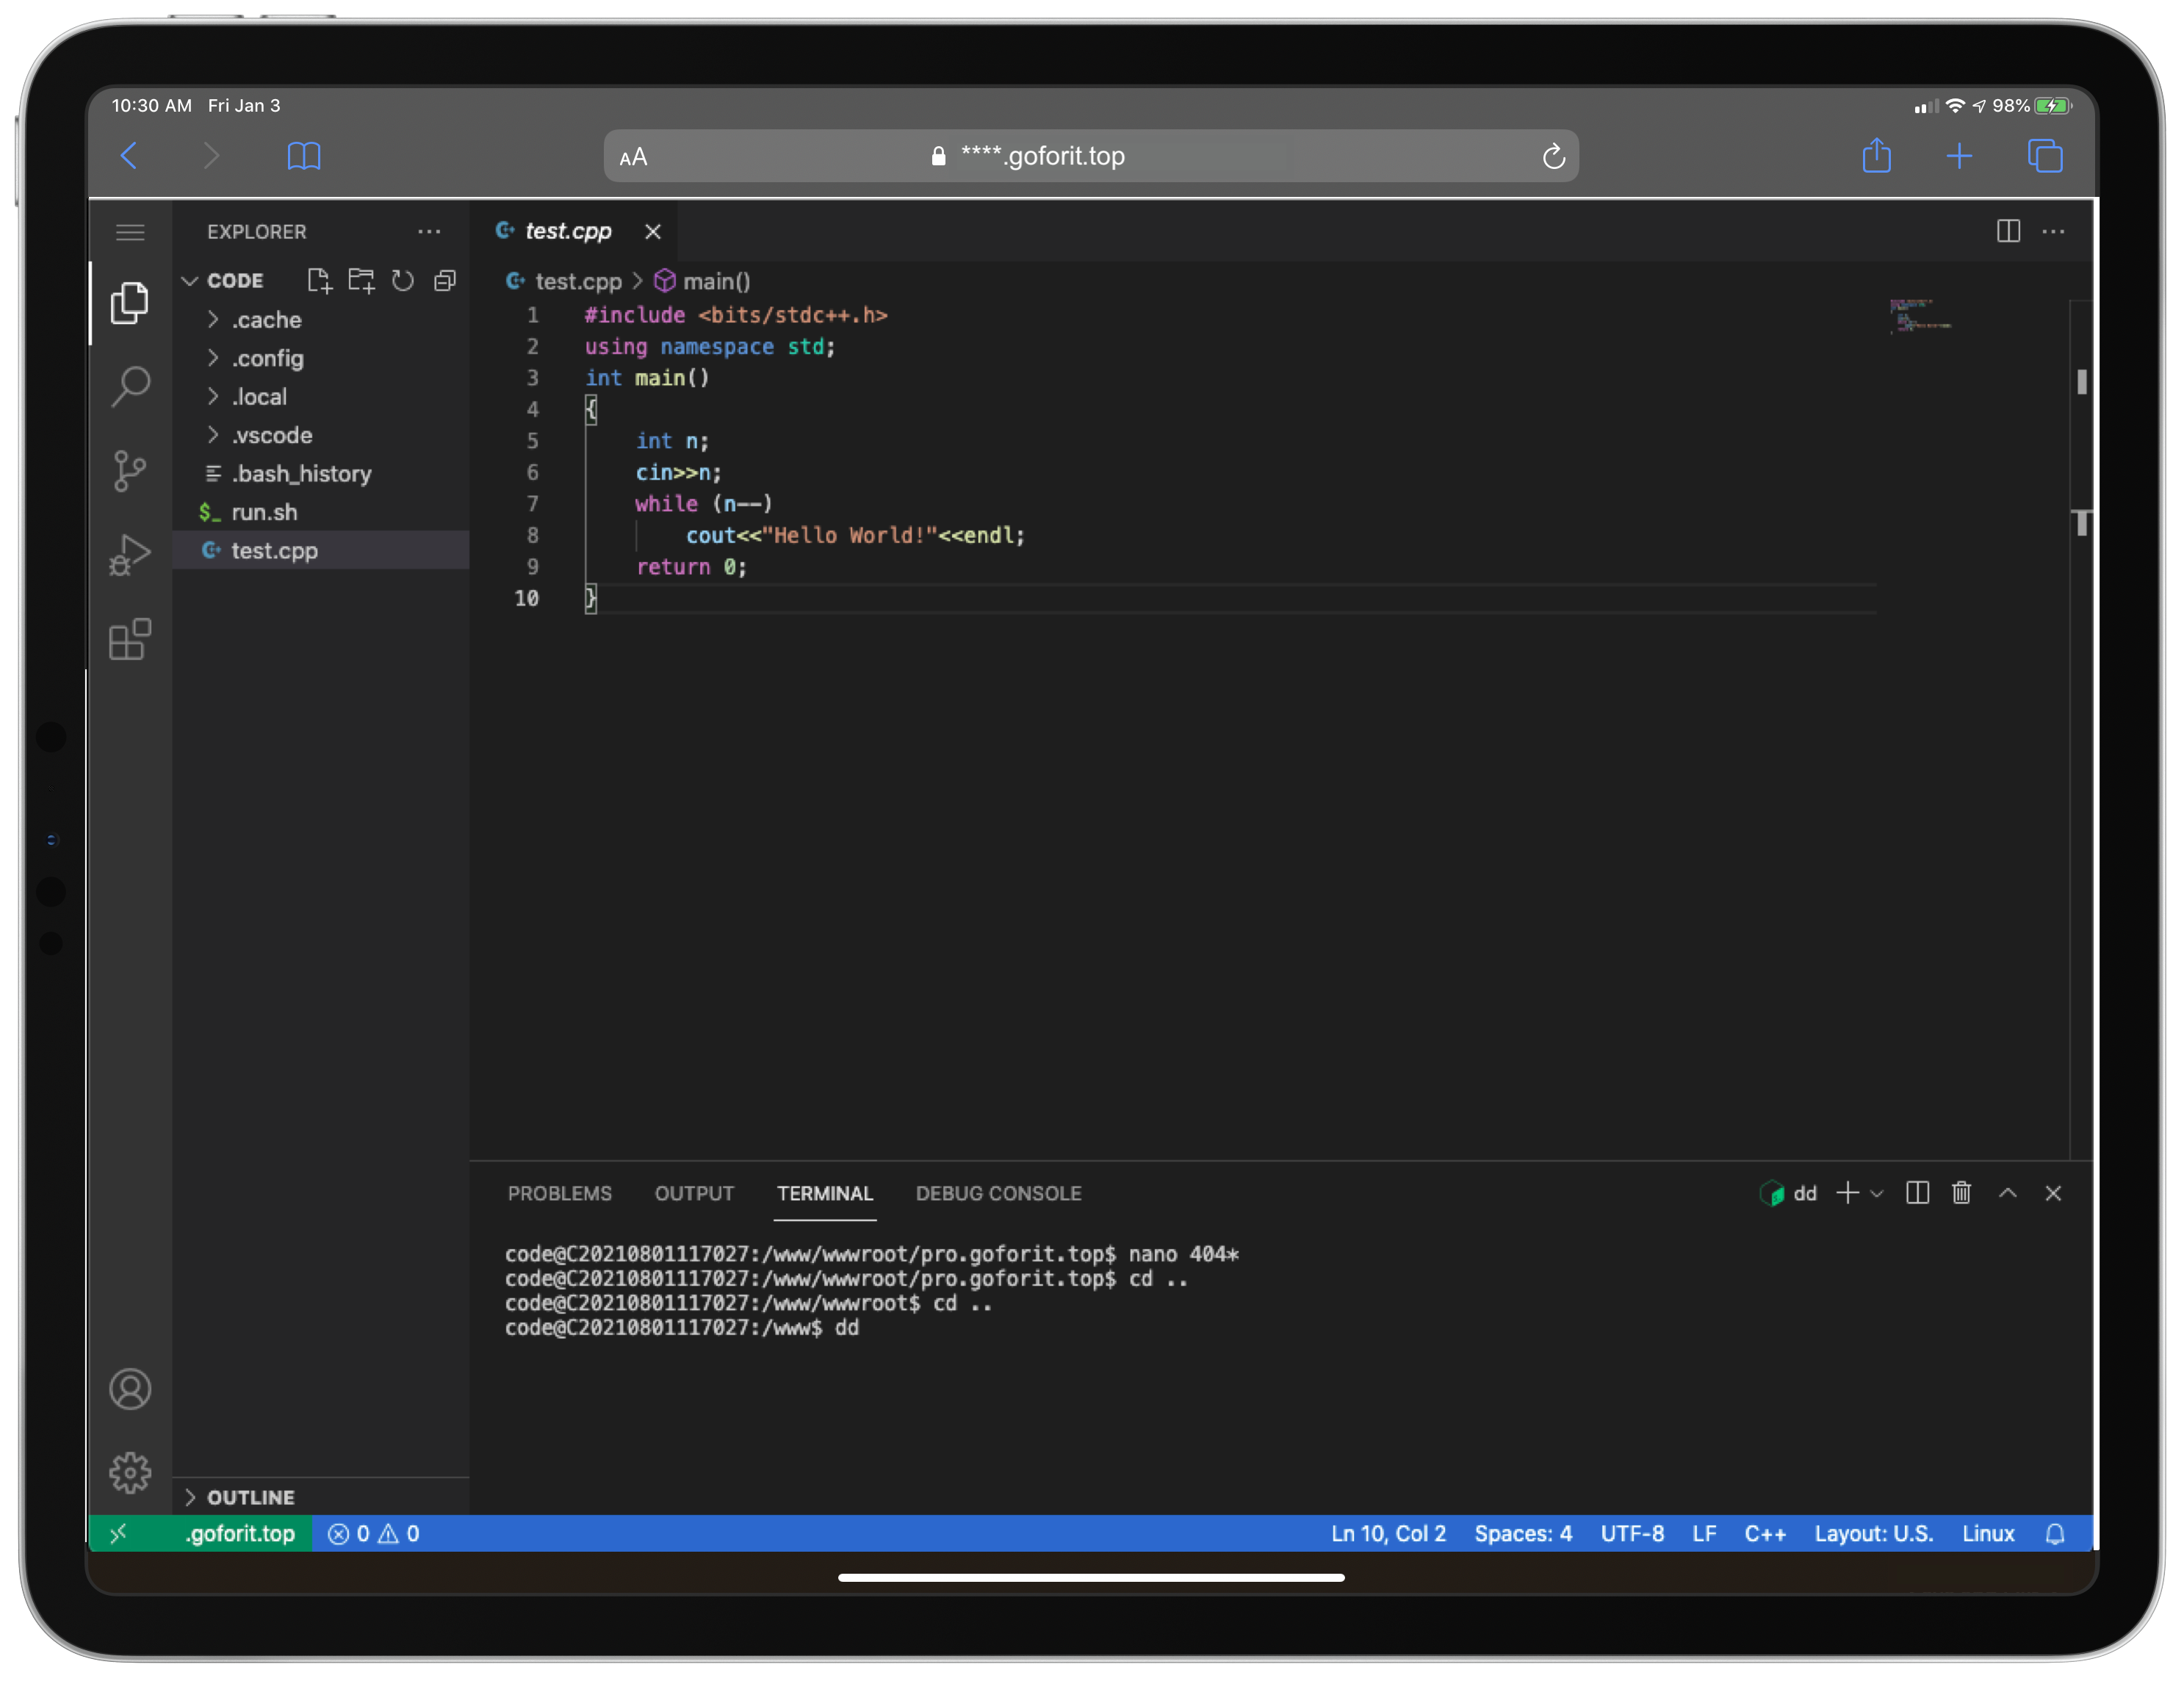 10:30 AM Fri Jan 3
98%
AA ****.goforit.top
EXPLORER
CODE
.cache
.config
.local
.vscode
.bash_history
$_ run.sh
test.cpp
OUTLINE
test.cpp
test.cpp > main()
1 #include <bits/stdc++.h>
2 using namespace std;
3 int main()
4 {
5 int n;
6 cin>>n;
7 while (n--)
8 cout<<"Hello World!"<<endl;
9 return 0;
10 }
PROBLEMS OUTPUT TERMINAL DEBUG CONSOLE dd
code@C20210801117027:/www/wwwroot/pro.goforit.top$ nano 404*
code@C20210801117027:/www/wwwroot/pro.goforit.top$ cd ..
code@C20210801117027:/www/wwwroot$ cd ..
code@C20210801117027:/www$ dd
.goforit.top 0 0 Ln 10, Col 2 Spaces: 4 UTF-8 LF C++ Layout: U.S. Linux